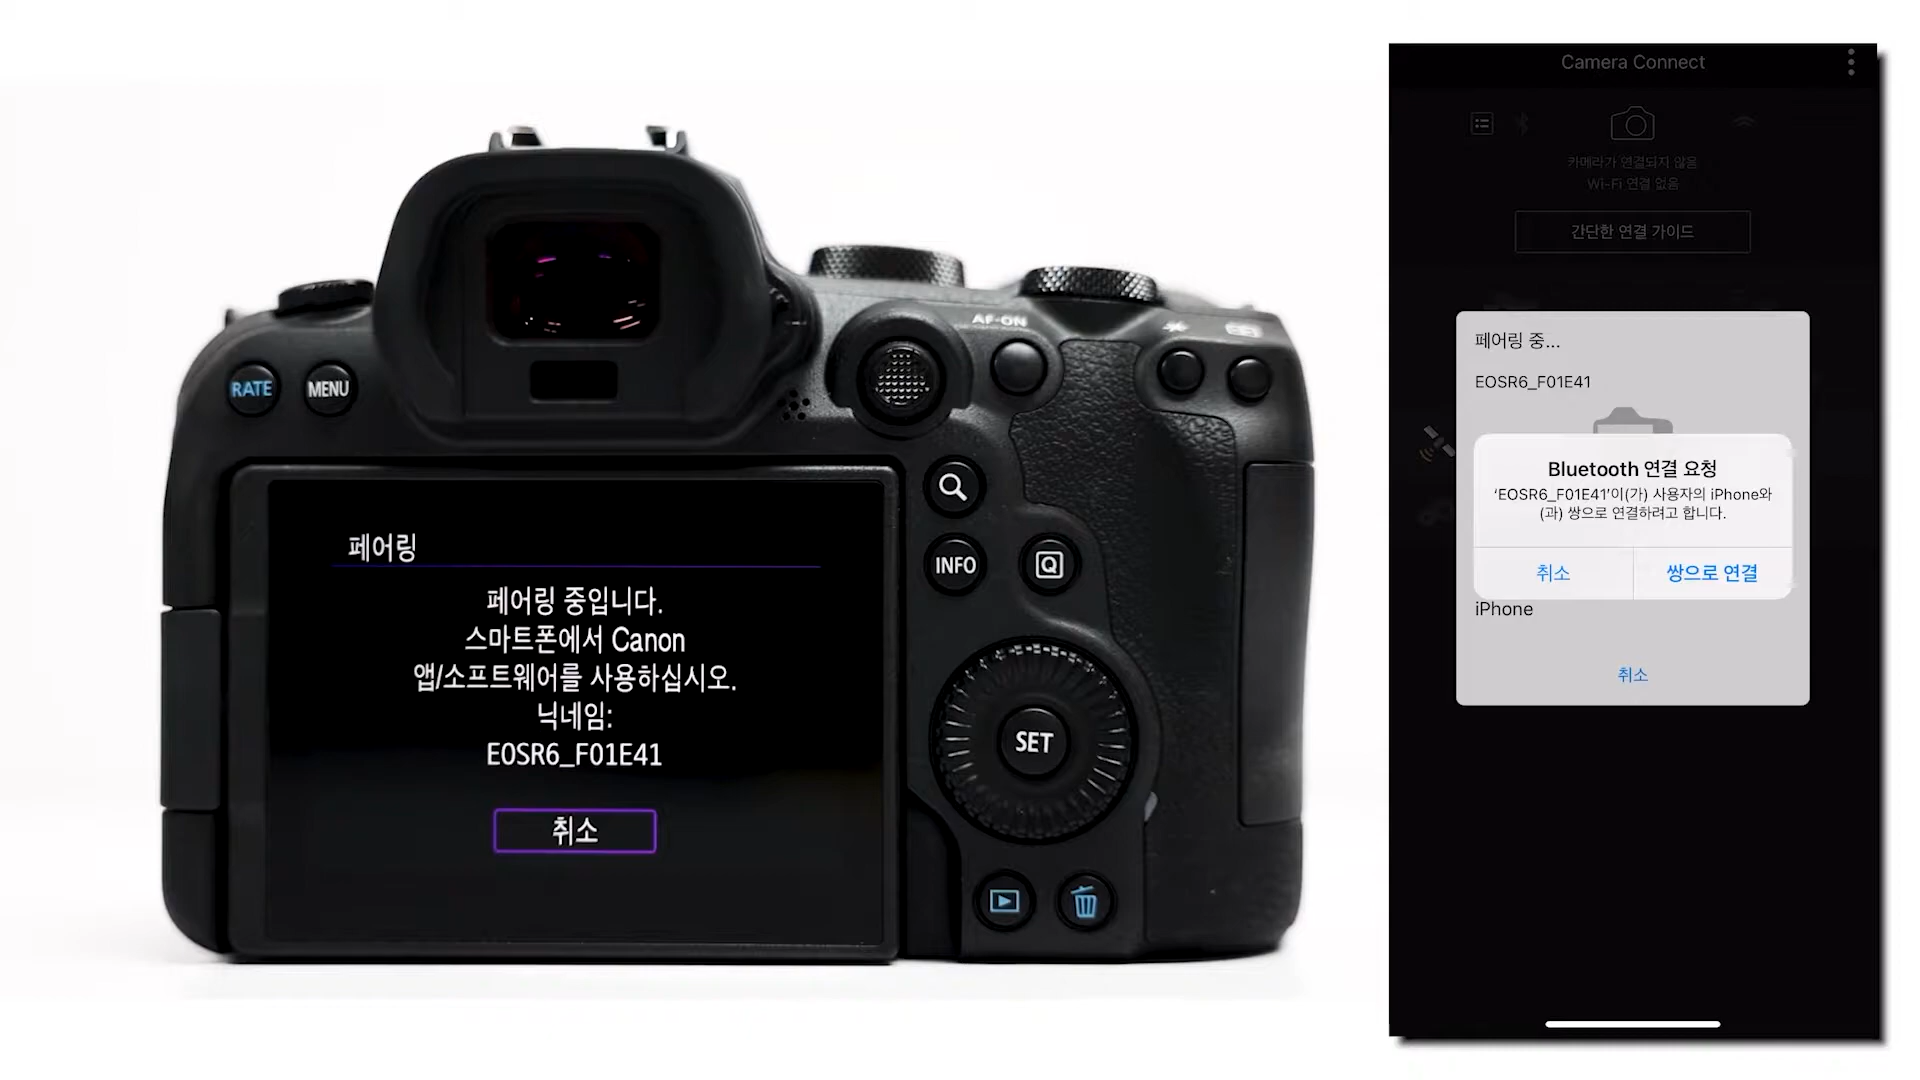 AF-ON
RATE
MENU
INFO
Q
SET
페어링
페어링 중입니다.
스마트폰에서 Canon
앱/소프트웨어를 사용하십시오.
닉네임:
EOSR6_F01E41
취소
Camera Connect
카메라가 연결되지 않음
Wi-Fi 연결 없음
간단한 연결 가이드
페어링 중...
EOSR6_F01E41
Bluetooth 연결 요청
‘EOSR6_F01E41’이(가) 사용자의 iPhone와
(과) 쌍으로 연결하려고 합니다.
취소
쌍으로 연결
iPhone
취소